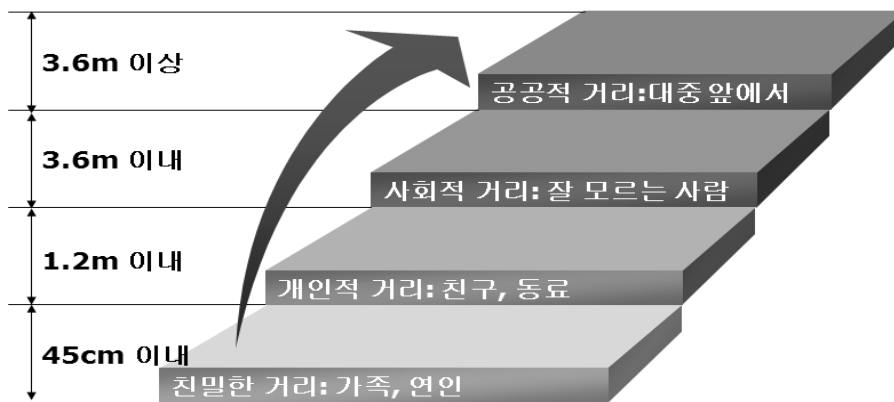 3.6m 이상
공공적 거리:대중 앞에서
3.6m 이내
사회적 거리: 잘 모르는 사람
1.2m 이내
개인적 거리: 친구, 동료
45cm 이내
친밀한 거리: 가족, 연인